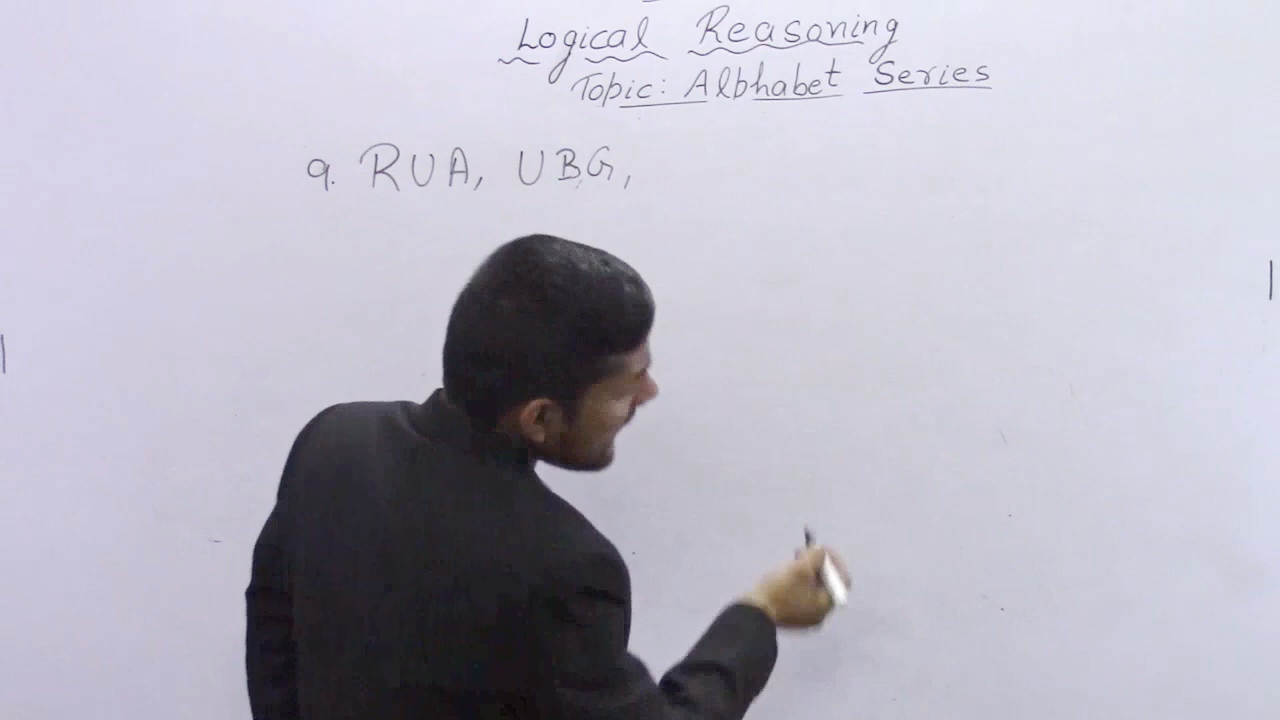 Logical Reasoning
Topic: Albhabet Series
9. RUA, UBG,